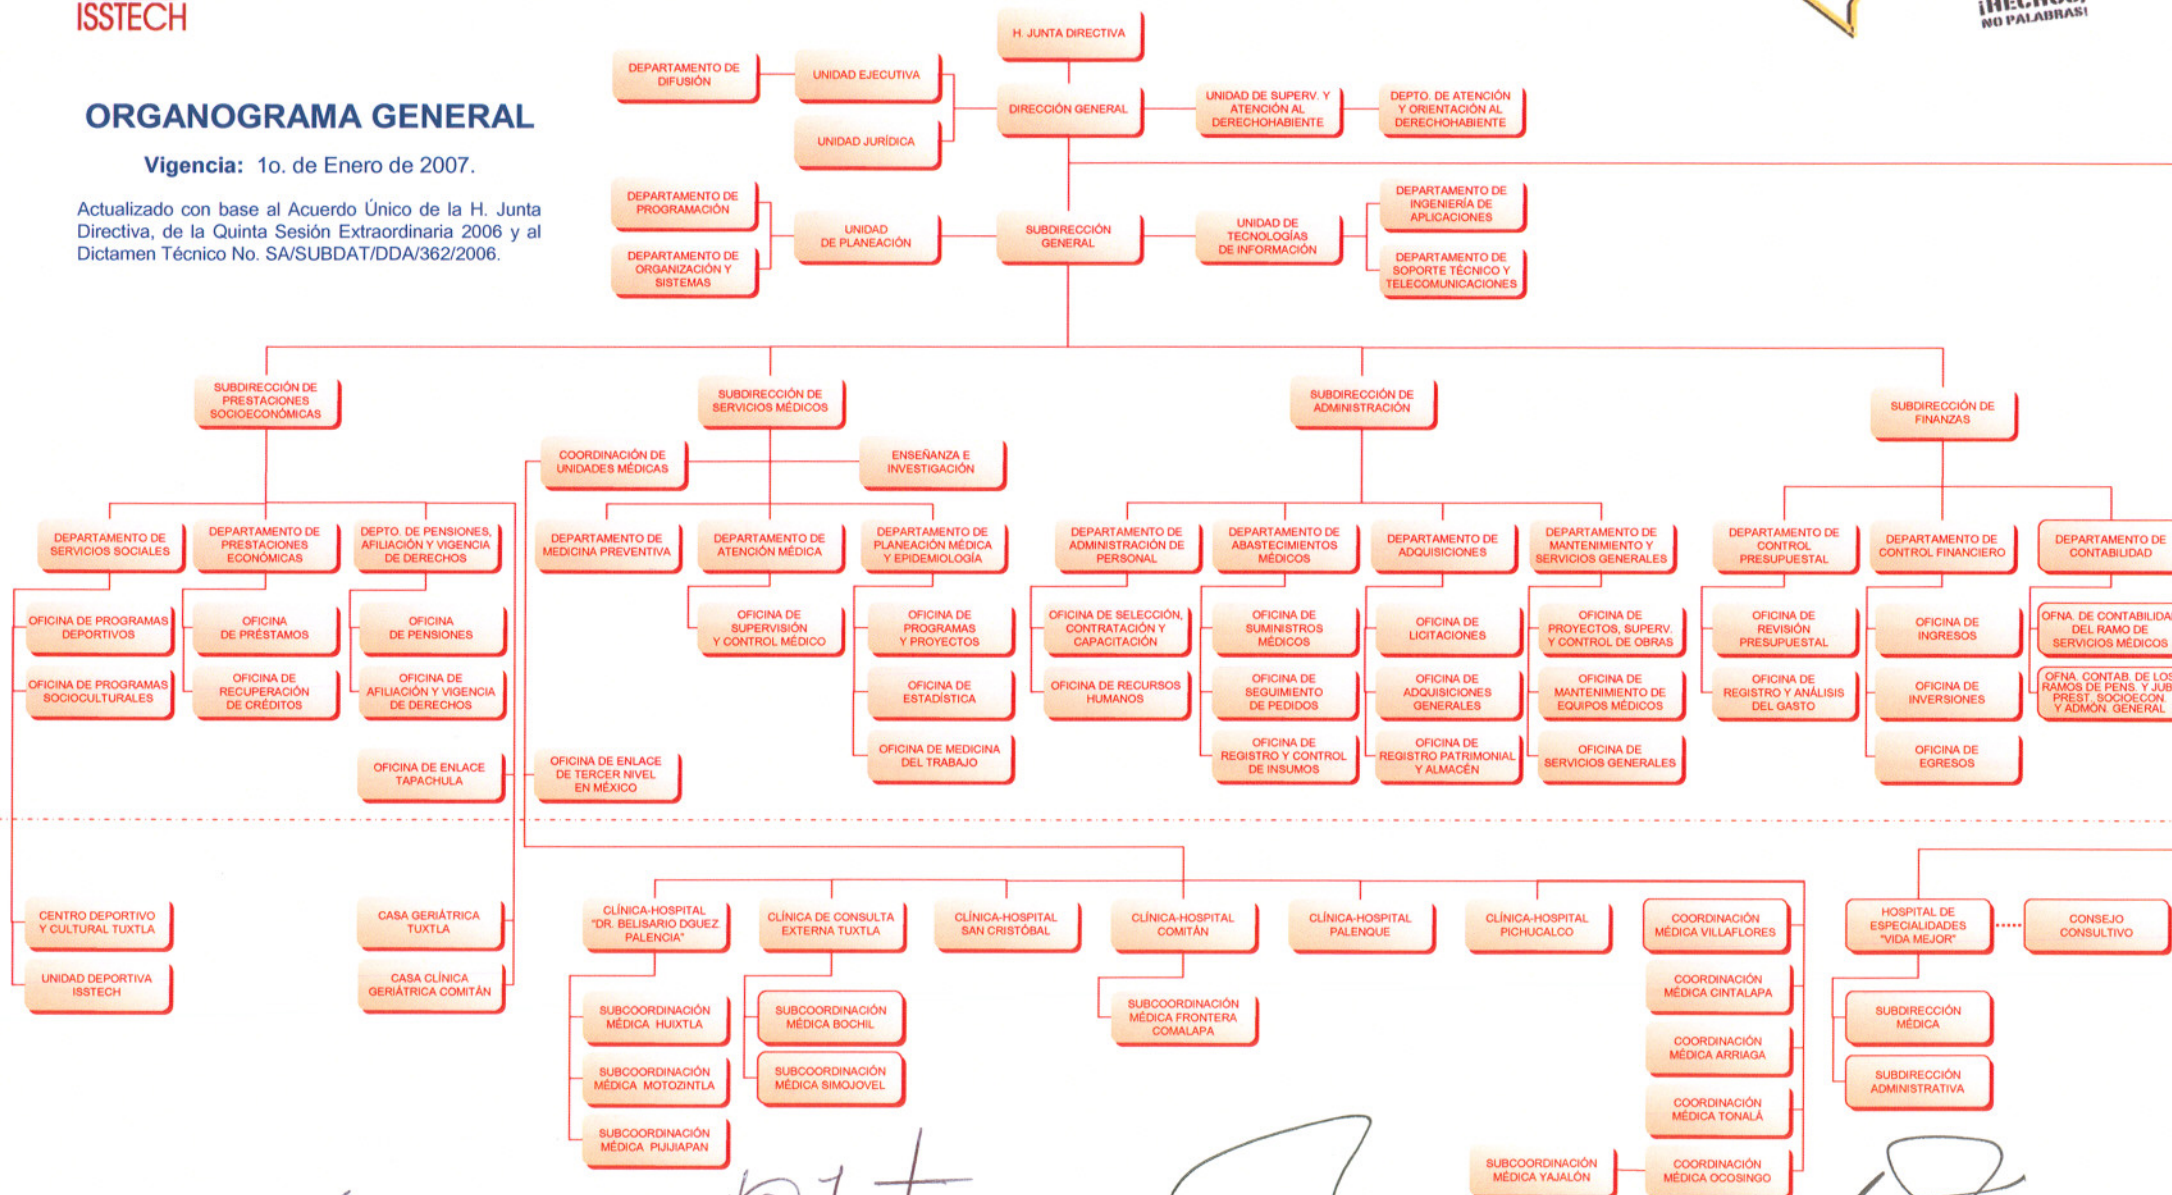 ISSTECH
¡HECHOS,
NO PALABRAS!
ORGANOGRAMA GENERAL
Vigencia: 1o. de Enero de 2007.
Actualizado con base al Acuerdo Único de la H. Junta
Directiva, de la Quinta Sesión Extraordinaria 2006 y al
Dictamen Técnico No. SA/SUBDAT/DDA/362/2006.
H. JUNTA DIRECTIVA
DEPARTAMENTO DE
DIFUSIÓN
UNIDAD EJECUTIVA
UNIDAD JURÍDICA
DIRECCIÓN GENERAL
UNIDAD DE SUPERV. Y
ATENCIÓN AL
DERECHOHABIENTE
DEPTO. DE ATENCIÓN
Y ORIENTACIÓN AL
DERECHOHABIENTE
DEPARTAMENTO DE
PROGRAMACIÓN
DEPARTAMENTO DE
ORGANIZACIÓN Y
SISTEMAS
UNIDAD
DE PLANEACIÓN
SUBDIRECCIÓN
GENERAL
UNIDAD DE
TECNOLOGÍAS
DE INFORMACIÓN
DEPARTAMENTO DE
INGENIERÍA DE
APLICACIONES
DEPARTAMENTO DE
SOPORTE TÉCNICO Y
TELECOMUNICACIONES
SUBDIRECCIÓN DE
PRESTACIONES
SOCIOECONÓMICAS
SUBDIRECCIÓN DE
SERVICIOS MÉDICOS
SUBDIRECCIÓN DE
ADMINISTRACIÓN
SUBDIRECCIÓN DE
FINANZAS
COORDINACIÓN DE
UNIDADES MÉDICAS
ENSEÑANZA E
INVESTIGACIÓN
DEPARTAMENTO DE
SERVICIOS SOCIALES
DEPARTAMENTO DE
PRESTACIONES
ECONÓMICAS
DEPTO. DE PENSIONES,
AFILIACIÓN Y VIGENCIA
DE DERECHOS
DEPARTAMENTO DE
MEDICINA PREVENTIVA
DEPARTAMENTO DE
ATENCIÓN MÉDICA
DEPARTAMENTO DE
PLANEACIÓN MÉDICA
Y EPIDEMIOLOGÍA
DEPARTAMENTO DE
ADMINISTRACIÓN DE
PERSONAL
DEPARTAMENTO DE
ABASTECIMIENTOS
MÉDICOS
DEPARTAMENTO DE
ADQUISICIONES
DEPARTAMENTO DE
MANTENIMIENTO Y
SERVICIOS GENERALES
DEPARTAMENTO DE
CONTROL
PRESUPUESTAL
DEPARTAMENTO DE
CONTROL FINANCIERO
DEPARTAMENTO DE
CONTABILIDAD
OFICINA DE PROGRAMAS
DEPORTIVOS
OFICINA
DE PRÉSTAMOS
OFICINA
DE PENSIONES
OFICINA DE
SUPERVISIÓN
Y CONTROL MÉDICO
OFICINA DE
PROGRAMAS
Y PROYECTOS
OFICINA DE SELECCIÓN,
CONTRATACIÓN Y
CAPACITACIÓN
OFICINA DE
SUMINISTROS
MÉDICOS
OFICINA DE
LICITACIONES
OFICINA DE
PROYECTOS, SUPERV.
Y CONTROL DE OBRAS
OFICINA DE
REVISIÓN
PRESUPUESTAL
OFICINA DE
INGRESOS
OFNA. DE CONTABILIDA
DEL RAMO DE
SERVICIOS MÉDICOS
OFICINA DE PROGRAMAS
SOCIOCULTURALES
OFICINA DE
RECUPERACIÓN
DE CRÉDITOS
OFICINA DE
AFILIACIÓN Y VIGENCIA
DE DERECHOS
OFICINA DE
ESTADÍSTICA
OFICINA DE RECURSOS
HUMANOS
OFICINA DE
SEGUIMIENTO
DE PEDIDOS
OFICINA DE
ADQUISICIONES
GENERALES
OFICINA DE
MANTENIMIENTO DE
EQUIPOS MÉDICOS
OFICINA DE
REGISTRO Y ANÁLISIS
DEL GASTO
OFICINA DE
INVERSIONES
OFNA. CONTAB. DE LOS
RAMOS DE PENS. Y JUB
PREST. SOCIOECON.
Y ADMÓN. GENERAL
OFICINA DE ENLACE
TAPACHULA
OFICINA DE ENLACE
DE TERCER NIVEL
EN MÉXICO
OFICINA DE MEDICINA
DEL TRABAJO
OFICINA DE
REGISTRO Y CONTROL
DE INSUMOS
OFICINA DE
REGISTRO PATRIMONIAL
Y ALMACÉN
OFICINA DE
SERVICIOS GENERALES
OFICINA DE
EGRESOS
CENTRO DEPORTIVO
Y CULTURAL TUXTLA
CASA GERIÁTRICA
TUXTLA
CLÍNICA-HOSPITAL
"DR. BELISARIO DGUEZ
PALENCIA"
CLÍNICA DE CONSULTA
EXTERNA TUXTLA
CLÍNICA-HOSPITAL
SAN CRISTÓBAL
CLÍNICA-HOSPITAL
COMITÁN
CLÍNICA-HOSPITAL
PALENQUE
CLÍNICA-HOSPITAL
PICHUCALCO
COORDINACIÓN
MÉDICA VILLAFLORES
HOSPITAL DE
ESPECIALIDADES
"VIDA MEJOR"
CONSEJO
CONSULTIVO
UNIDAD DEPORTIVA
ISSTECH
CASA CLÍNICA
GERIÁTRICA COMITÁN
COORDINACIÓN
MÉDICA CINTALAPA
SUBCOORDINACIÓN
MÉDICA HUIXTLA
SUBCOORDINACIÓN
MÉDICA BOCHIL
SUBCOORDINACIÓN
MÉDICA FRONTERA
COMALAPA
SUBDIRECCIÓN
MÉDICA
COORDINACIÓN
MÉDICA ARRIAGA
SUBCOORDINACIÓN
MÉDICA MOTOZINTLA
SUBCOORDINACIÓN
MÉDICA SIMOJOVEL
SUBDIRECCIÓN
ADMINISTRATIVA
COORDINACIÓN
MÉDICA TONALÁ
SUBCOORDINACIÓN
MÉDICA PIJIJIAPAN
SUBCOORDINACIÓN
MÉDICA YAJALÓN
COORDINACIÓN
MÉDICA OCOSINGO